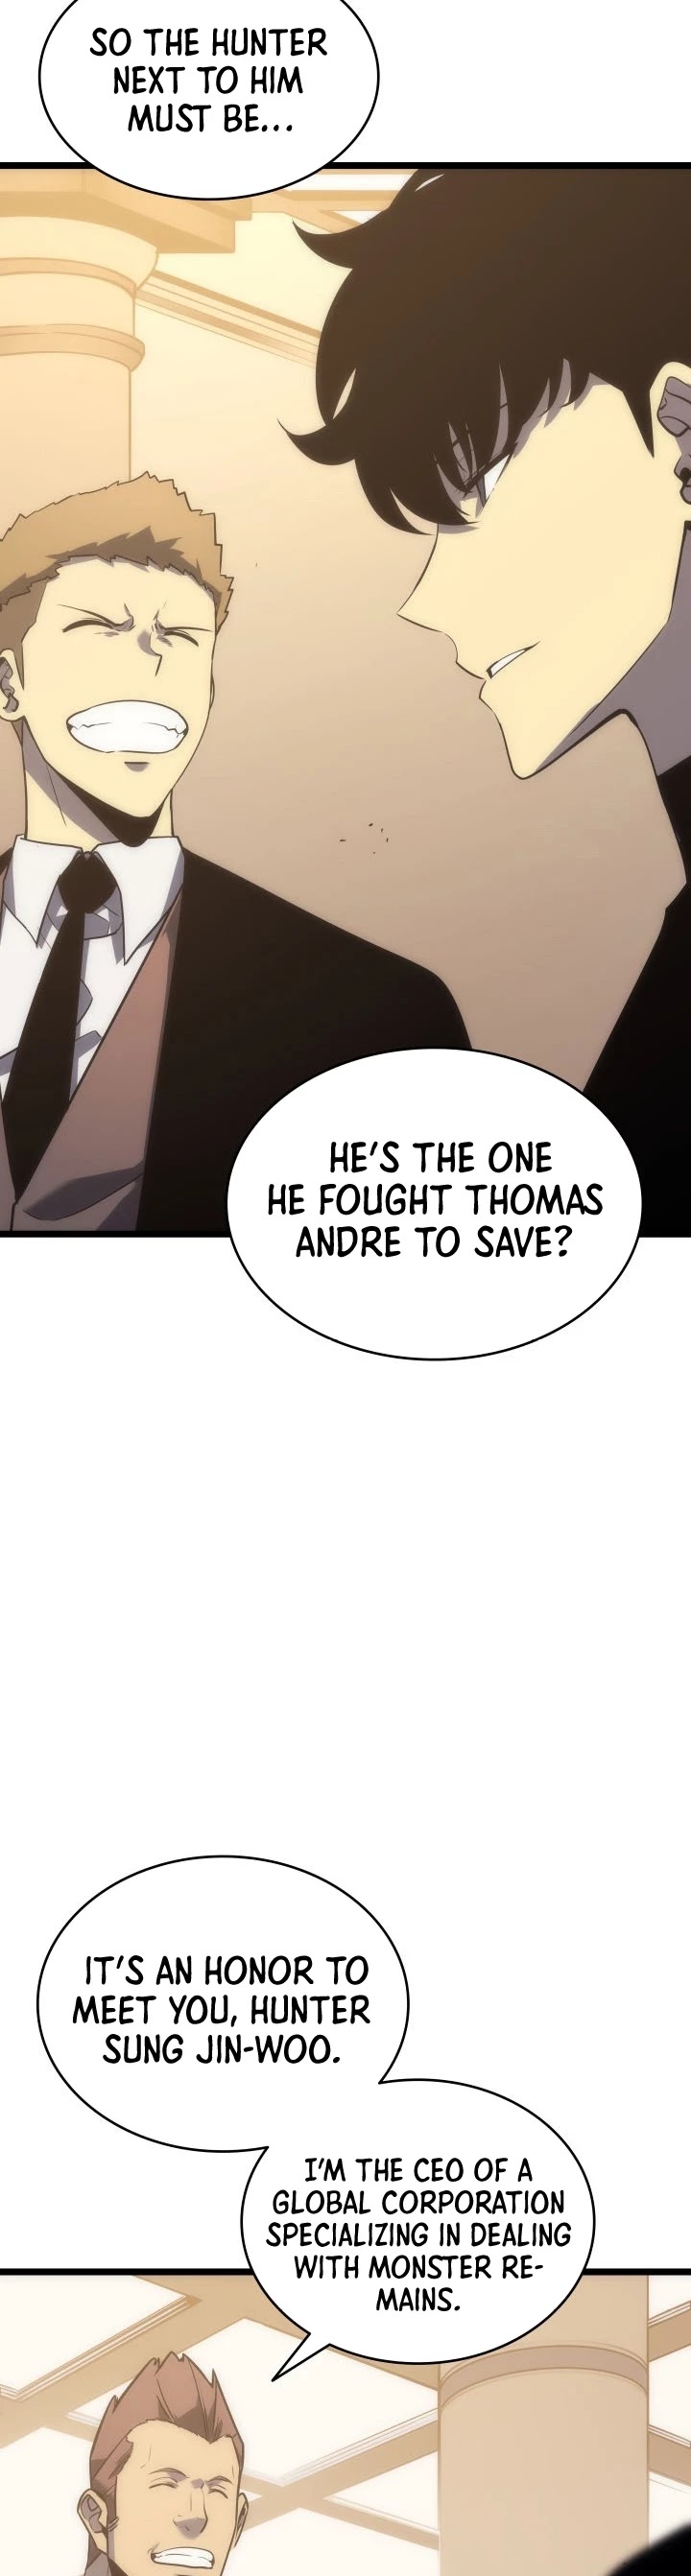 SO THE HUNTER
NEXT TO HIM
MUST BE...
HE'S THE ONE
HE FOUGHT THOMAS
ANDRE TO SAVE?
IT'S AN HONOR TO
MEET YOU, HUNTER
SUNG JIN-WOO.
I'M THE CEO OF A
GLOBAL CORPORATION
SPECIALIZING IN DEALING
WITH MONSTER RE-
MAINS.